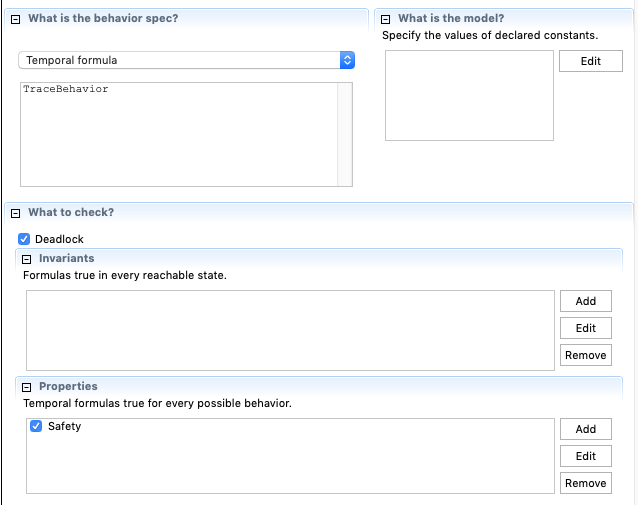 What is the behavior spec?
Temporal formula
TraceBehavior
What is the model?
Specify the values of declared constants.
Edit
What to check?
Deadlock
Invariants
Formulas true in every reachable state.
Add
Edit
Remove
Properties
Temporal formulas true for every possible behavior.
Safety
Add
Edit
Remove